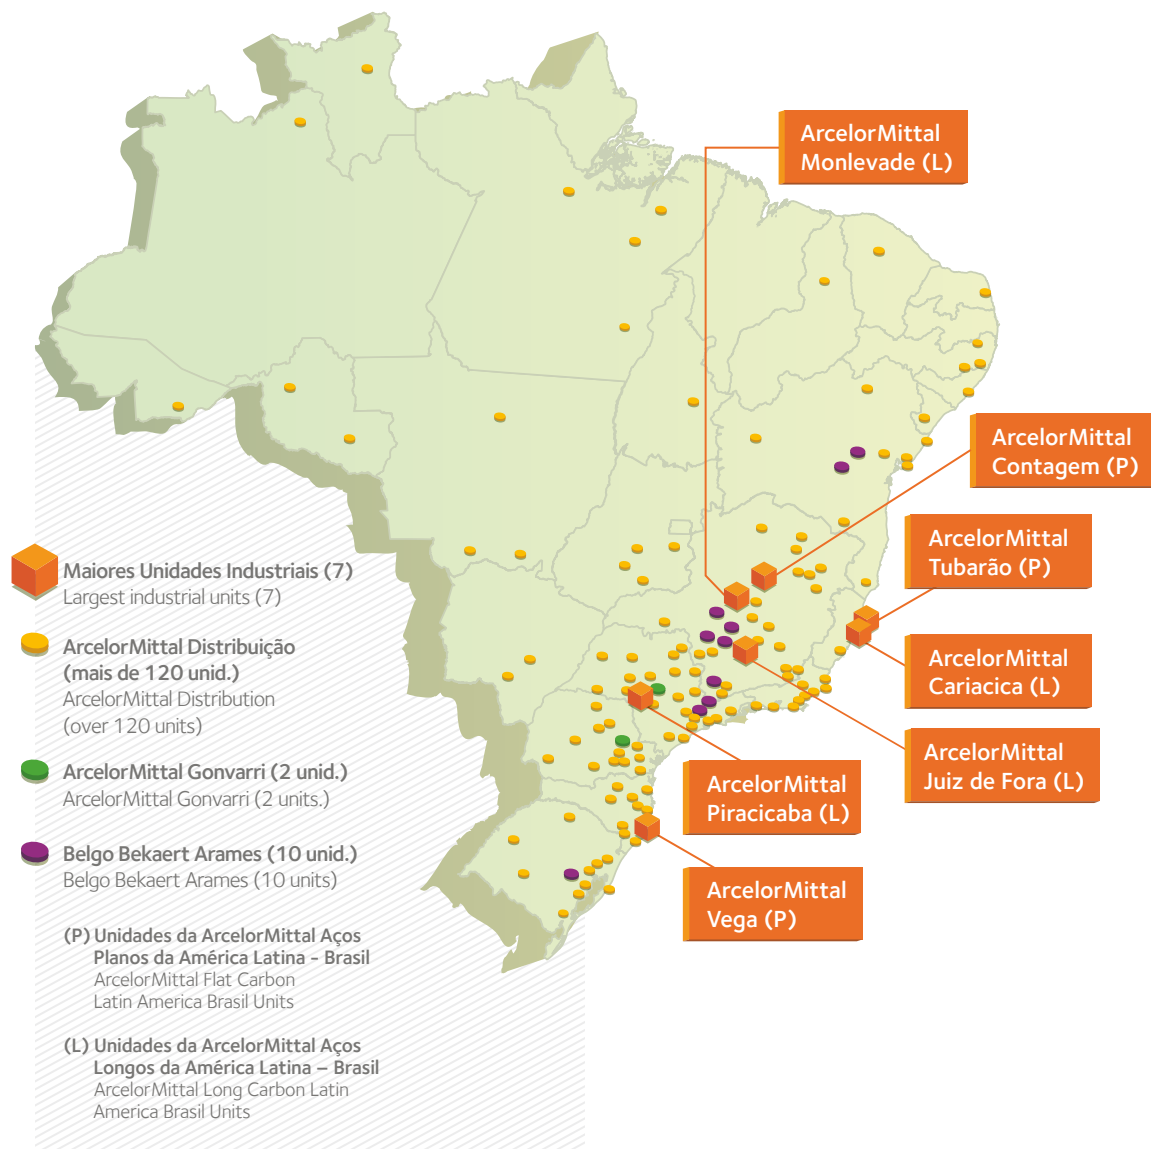 ArcelorMittal
Monlevade (L)
ArcelorMittal
Contagem (P)
ArcelorMittal
Tubarão (P)
ArcelorMittal
Cariacica (L)
ArcelorMittal
Juiz de Fora (L)
ArcelorMittal
Piracicaba (L)
ArcelorMittal
Vega (P)
Maiores Unidades Industriais (7)
Largest industrial units (7)
ArcelorMittal Distribuição
(mais de 120 unid.)
ArcelorMittal Distribution
(over 120 units)
ArcelorMittal Gonvarri (2 unid.)
ArcelorMittal Gonvarri (2 units.)
Belgo Bekaert Arames (10 unid.)
Belgo Bekaert Arames (10 units)
(P) Unidades da ArcelorMittal Aços
Planos da América Latina - Brasil
ArcelorMittal Flat Carbon
Latin America Brasil Units
(L) Unidades da ArcelorMittal Aços
Longos da América Latina – Brasil
ArcelorMittal Long Carbon Latin
America Brasil Units